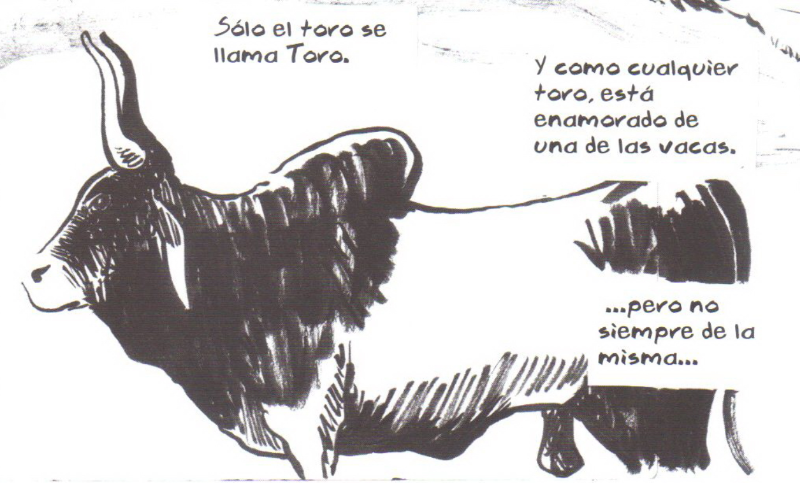 Sólo el toro se
llama Toro.
Y como cualquier
toro, está
enamorado de
una de las vacas.
...pero no
siempre de la
misma...